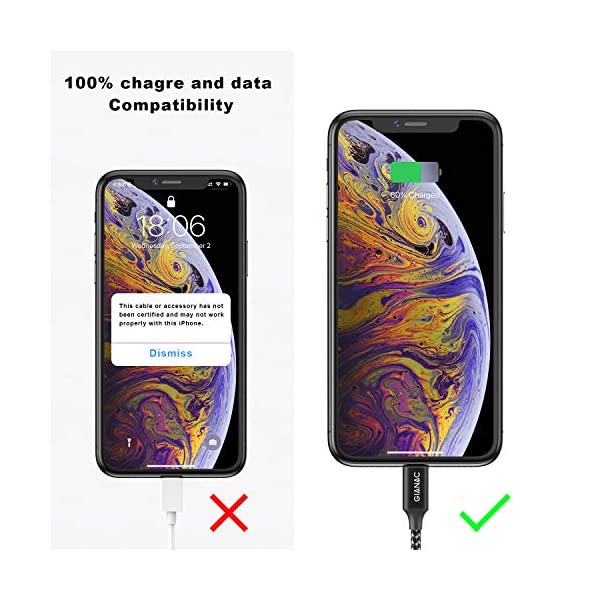 100% chagre and data
Compatibility
18:06
Wednesday, September 2
This cable or accessory has not
been certified and may not work
properly with this iPhone.
Dismiss
60% Charged
GIANAC